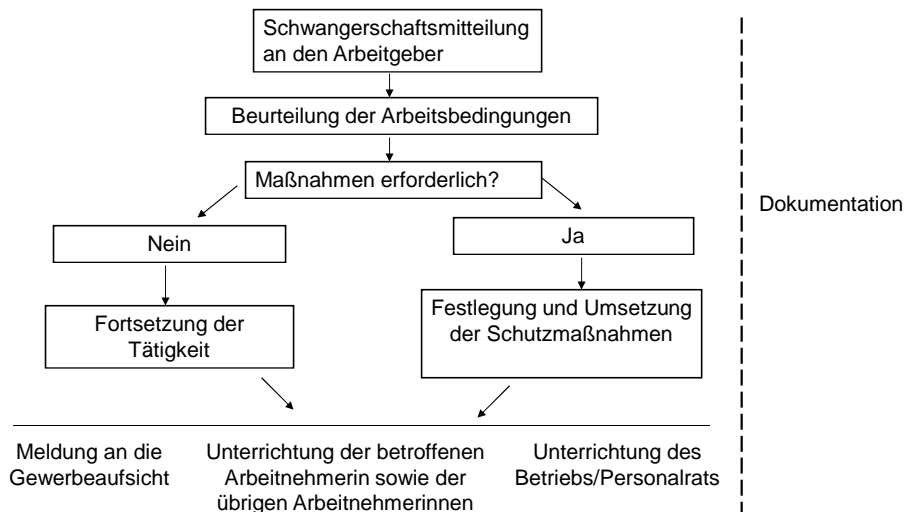 Schwangerschaftsmitteilung
an den Arbeitgeber
Beurteilung der Arbeitsbedingungen
Maßnahmen erforderlich?
Dokumentation
Nein
Ja
Fortsetzung der
Tätigkeit
Festlegung und Umsetzung
der Schutzmaßnahmen
Meldung an die
Gewerbeaufsicht
Unterrichtung der betroffenen
Arbeitnehmerin sowie der
übrigen Arbeitnehmerinnen
Unterrichtung des
Betriebs/Personalrats